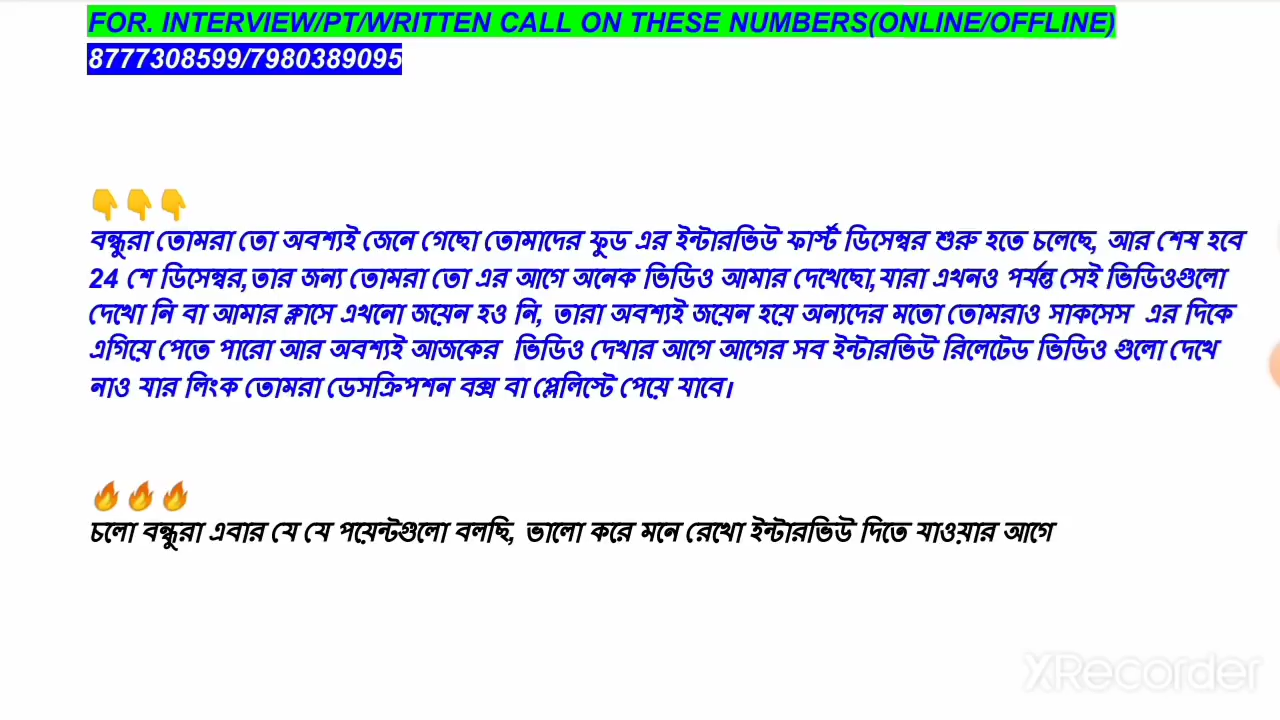 FOR. INTERVIEW/PT/WRITTEN CALL ON THESE NUMBERS(ONLINE/OFFLINE)
8777308599/7980389095
👇👇👇
বন্ধুরা তোমরা তো অবশ্যই জেনে গেছো তোমাদের ফুড এর ইন্টারভিউ ফার্স্ট ডিসেম্বর শুরু হতে চলেছে, আর শেষ হবে
24 শে ডিসেম্বর,তার জন্য তোমরা তো এর আগে অনেক ভিডিও আমার দেখেছো,যারা এখনও পর্যন্ত সেই ভিডিওগুলো
দেখো নি বা আমার ক্লাসে এখনো জয়েন হও নি, তারা অবশ্যই জয়েন হয়ে অন্যদের মতো তোমরাও সাকসেস এর দিকে
এগিয়ে পেতে পারো আর অবশ্যই আজকের ভিডিও দেখার আগে আগের সব ইন্টারভিউ রিলেটেড ভিডিও গুলো দেখে
নাও যার লিংক তোমরা ডেসক্রিপশন বক্স বা প্লেলিস্টে পেয়ে যাবে।
🔥🔥🔥
চলো বন্ধুরা এবার যে যে পয়েন্টগুলো বলছি, ভালো করে মনে রেখো ইন্টারভিউ দিতে যাওয়ার আগে
XRecorder